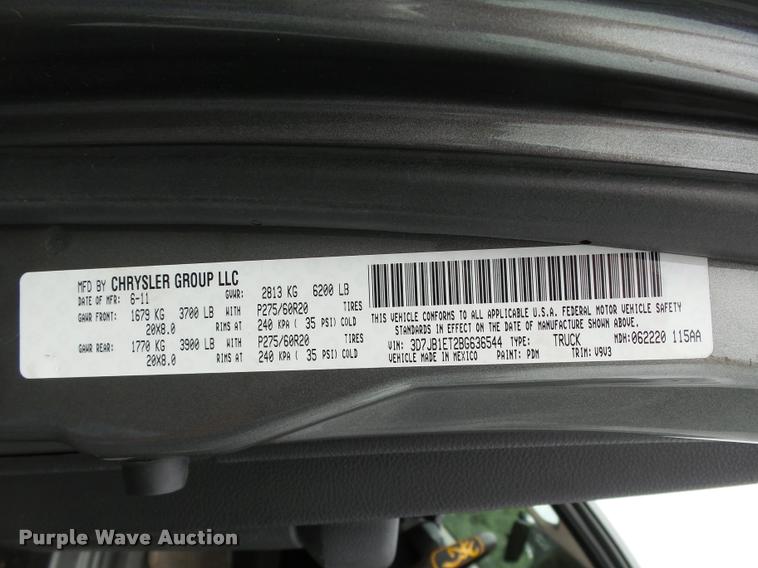 MFD BY CHRYSLER GROUP LLC
DATE OF MFR: 6-11 GVWR: 2813 KG 6200 LB
GAWR FRONT: 1679 KG 3700 LB WITH P275/60R20 TIRES
20X8.0 RIMS AT 240 KPA ( 35 PSI) COLD
GAWR REAR: 1770 KG 3900 LB WITH P275/60R20 TIRES
20X8.0 RIMS AT 240 KPA ( 35 PSI) COLD
THIS VEHICLE CONFORMS TO ALL APPLICABLE U.S.A. FEDERAL MOTOR VEHICLE SAFETY
STANDARDS IN EFFECT ON THE DATE OF MANUFACTURE SHOWN ABOVE.
VIN: 3D7JB1ET2BG636544 TYPE: TRUCK MDH: 062220 115AA
VEHICLE MADE IN MEXICO PAINT: PDM TRIM: V9V3
Purple Wave Auction